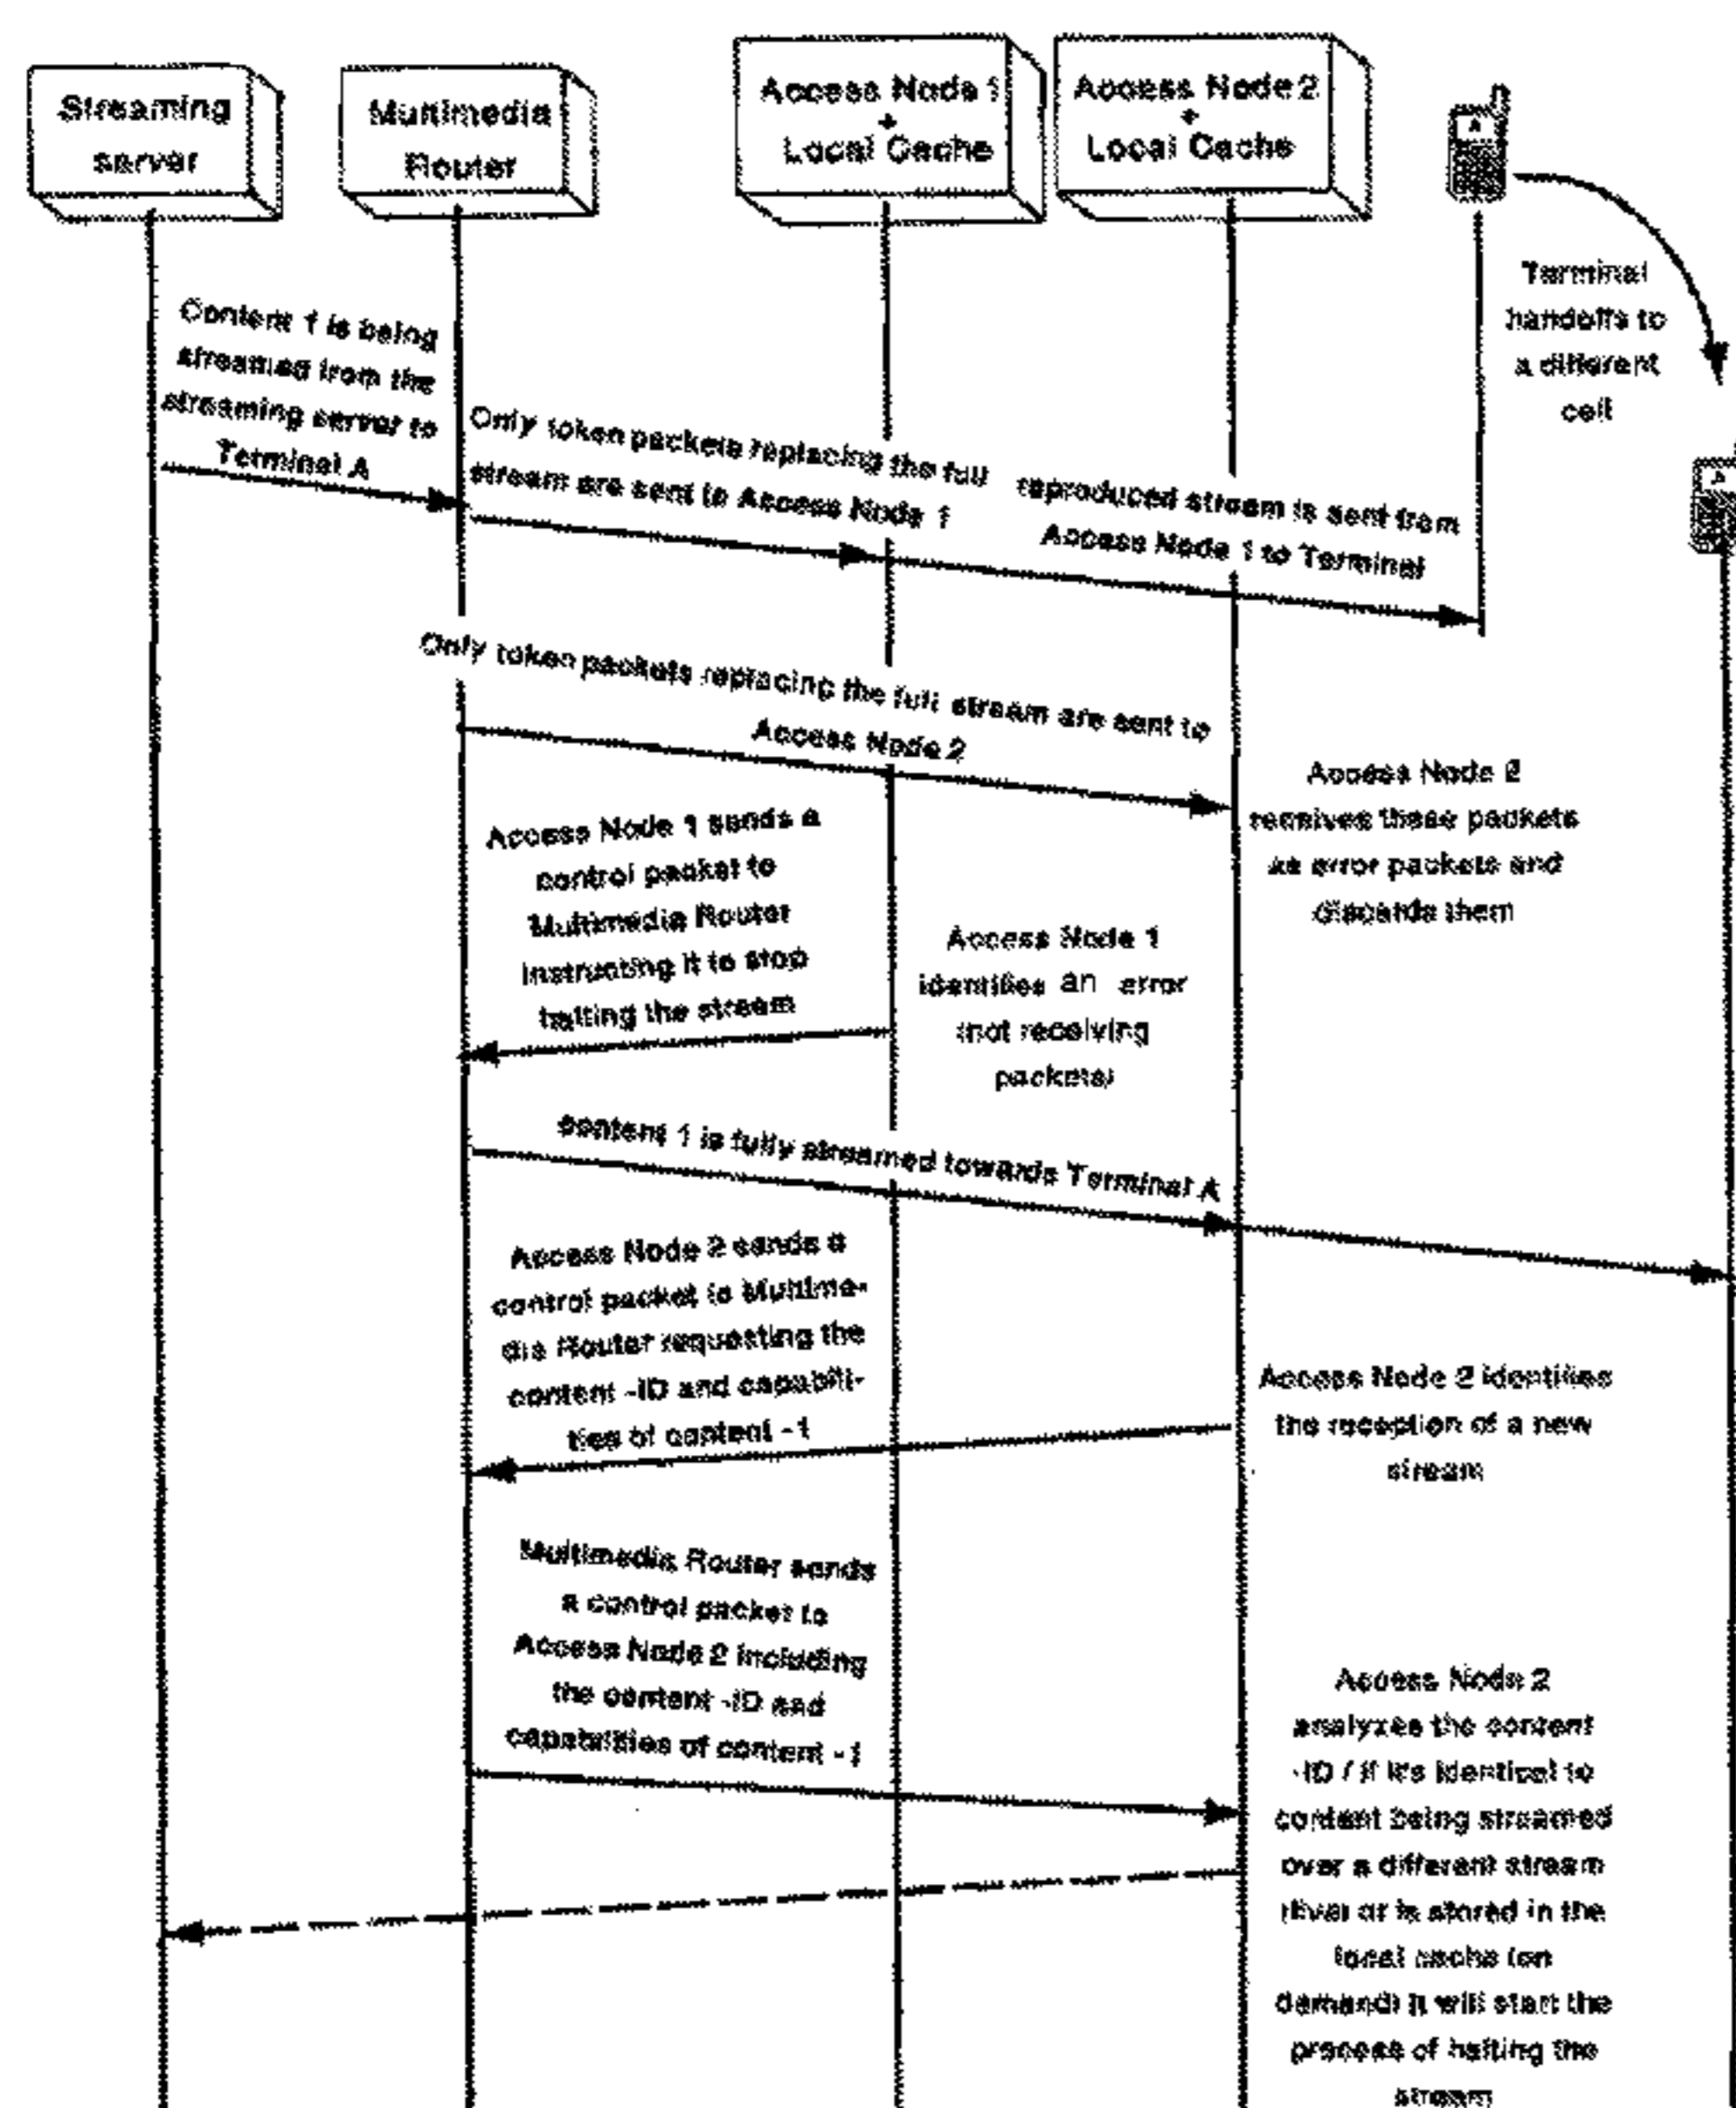 Streaming
server
Multimedia
Router
Access Node 1
+
Local Cache
Access Node 2
+
Local Cache
A
Terminal
handoffs to
a different
cell
A
Content 1 is being
streamed from the
streaming server to
Terminal A
Only token packets replacing the full
stream are sent to Access Node 1
reproduced stream is sent from
Access Node 1 to Terminal
Only token packets replacing the full stream are sent to
Access Node 2
Access Node 2
receives these packets
as error packets and
discards them
Access Node 1 sends a
control packet to
Multimedia Router
instructing it to stop
halting the stream
Access Node 1
identifies an error
(not receiving
packets)
content 1 is fully streamed towards Terminal A
Access Node 2 sends a
control packet to Multime-
dia Router requesting the
content -ID and capabili-
ties of content -1
Access Node 2 identifies
the reception of a new
stream
Multimedia Router sends
a control packet to
Access Node 2 including
the content -ID and
capabilities of content -1
Access Node 2
analyzes the content
-ID / if it's identical to
content being streamed
over a different stream
(live) or is stored in the
local cache (on
demand) it will start the
process of halting the
stream